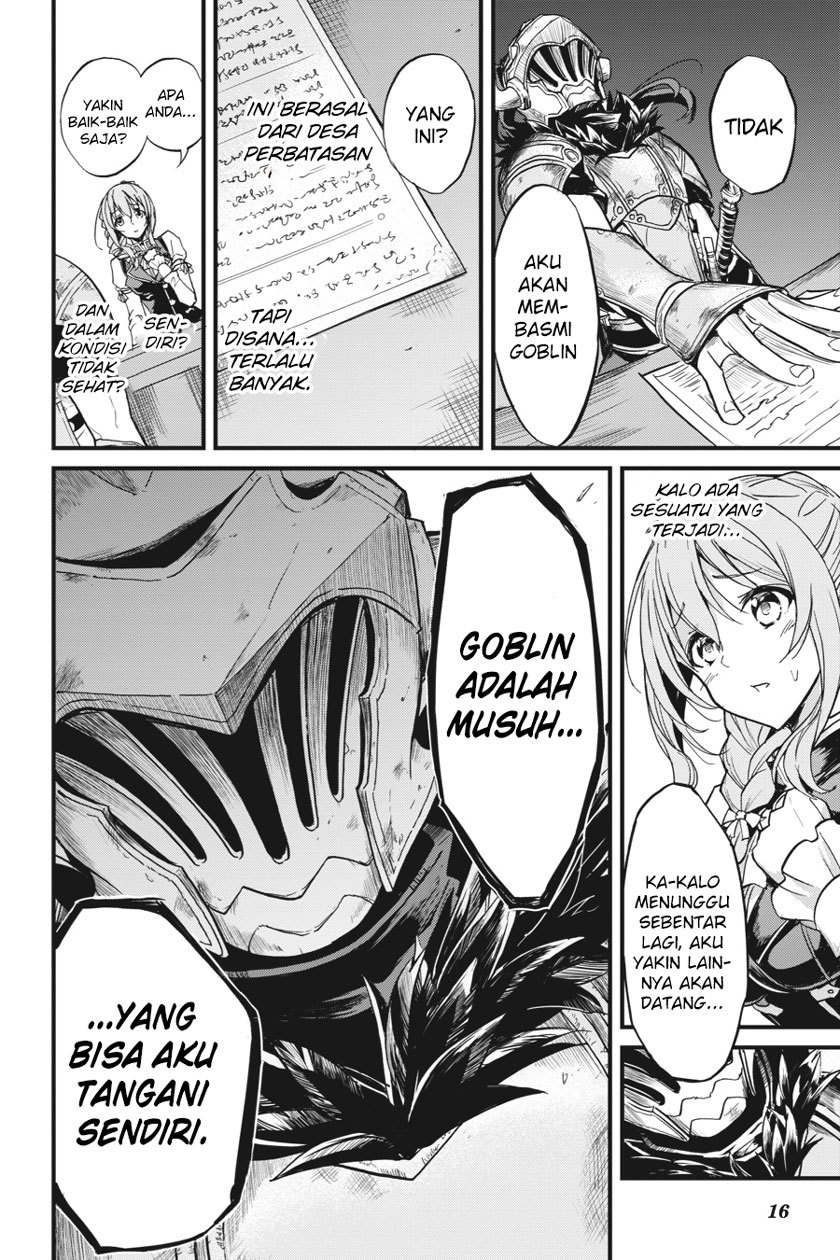 TIDAK
AKU
AKAN
MEM-
BASMI
GOBLIN
YANG
INI?
INI BERASAL
DARI DESA
PERBATASAN
TAPI
DISANA...
TERLALU
BANYAK.
APA
ANDA...
YAKIN
BAIK-BAIK
SAJA?
SEN-
DIRI?
DAN
DALAM
KONDISI
TIDAK
SEHAT?
KALO ADA
SESUATU YANG
TERJADI...
KA-KALO
MENUNGGU
SEBENTAR
LAGI, AKU
YAKIN LAIN-
NYA AKAN
DATANG...
GOBLIN
ADALAH
MUSUH...
...YANG
BISA AKU
TANGANI
SENDIRI.
16